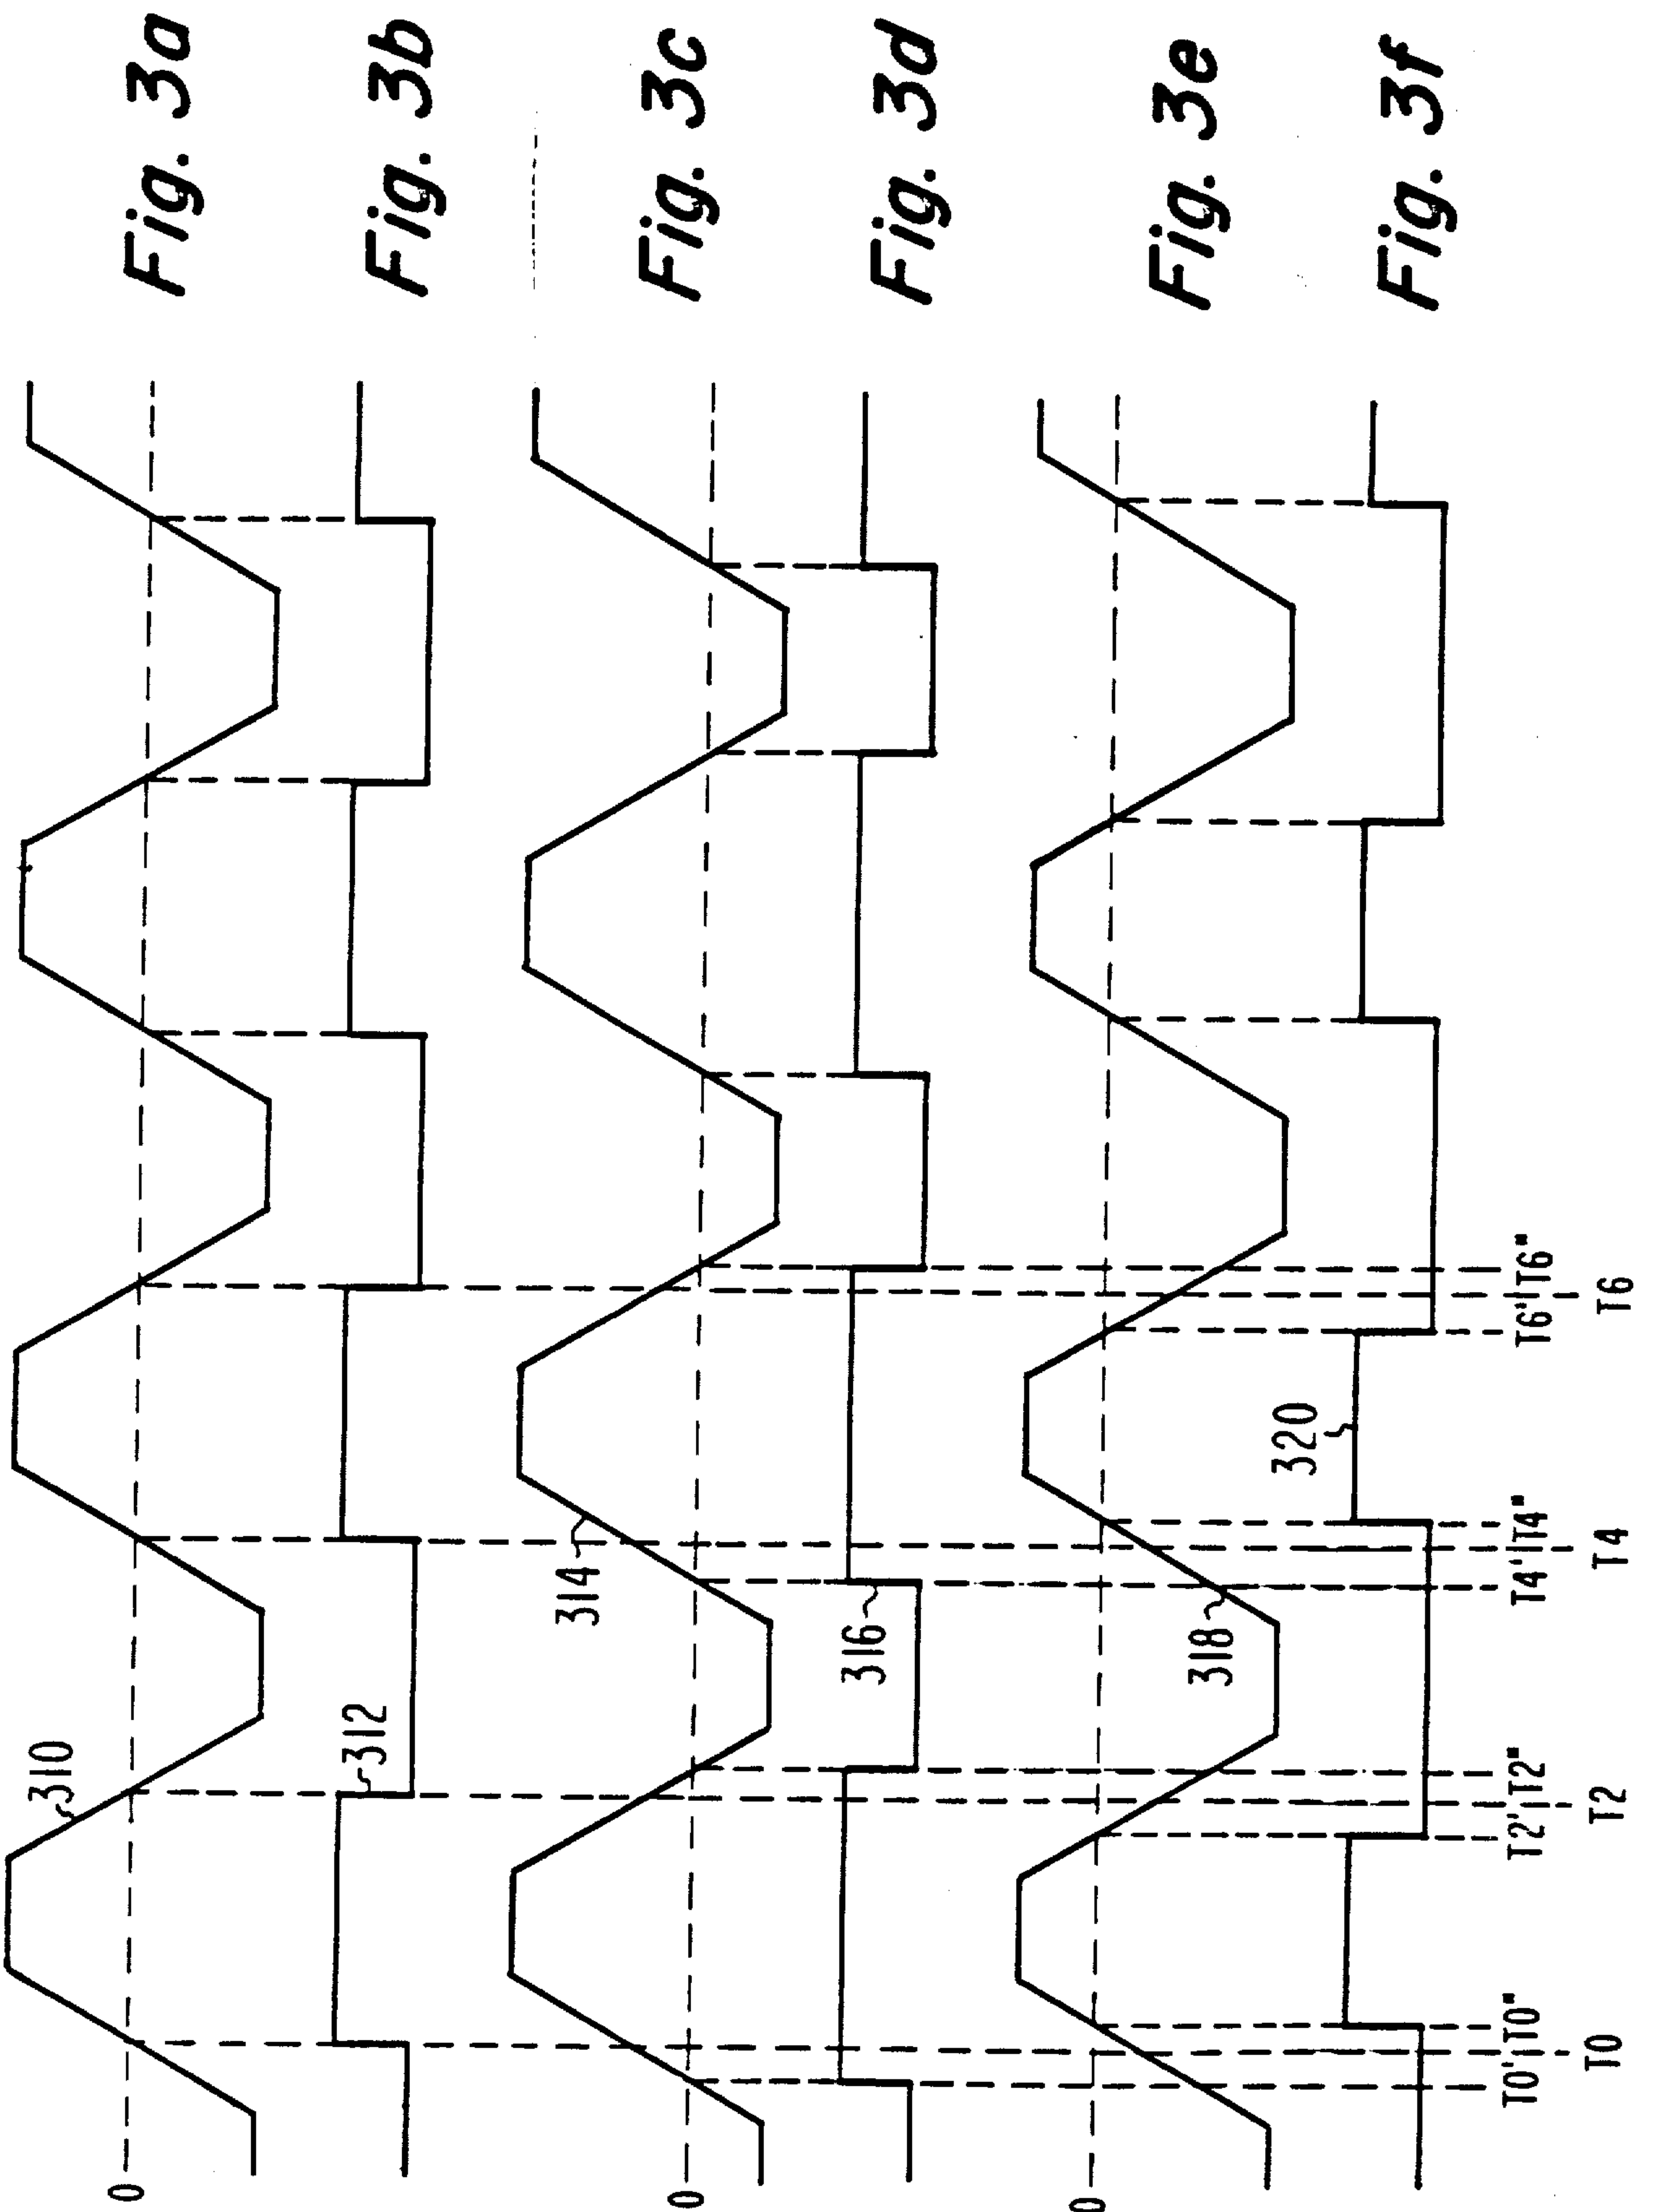 Fig. 3a
310
0
Fig. 3b
312
Fig. 3c
314
0
Fig. 3d
316
Fig. 3e
318
0
Fig. 3f
320
T0' T0" T2' T2" T4' T4" T6' T6"
T0 T2 T4 T6